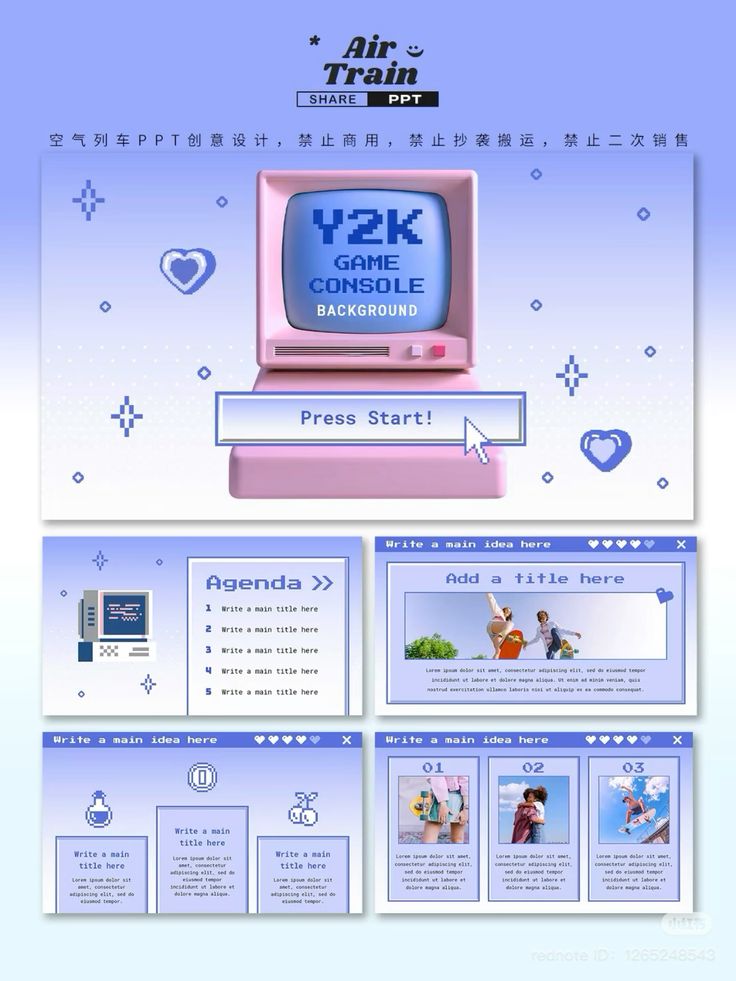 Air
Train
SHARE PPT
空气列车PPT创意设计，禁止商用，禁止抄袭搬运，禁止二次销售
Y2K
GAME
CONSOLE
BACKGROUND
Press Start!
Agenda >>
1 Write a main title here
2 Write a main title here
3 Write a main title here
4 Write a main title here
5 Write a main title here
Write a main idea here
Add a title here
Lorem ipsum dolor sit amet, consectetur adipiscing elit, sed do eiusmod tempor
incididunt ut labore et dolore magna aliqua. Ut enim ad minim veniam, quis
nostrud exercitation ullamco laboris nisi ut aliquip ex ea commodo consequat.
Write a main idea here
Write a main
title here
Lorem ipsum dolor sit
amet, consectetur
adipiscing elit, sed do
eiusmod tempor.
Write a main
title here
Lorem ipsum dolor sit
amet, consectetur
adipiscing elit, sed do
eiusmod tempor
incididunt ut labore et
dolore magna aliqua.
Write a main
title here
Lorem ipsum dolor sit
amet, consectetur
adipiscing elit, sed do
eiusmod tempor.
Write a main idea here
01
Lorem ipsum dolor sit amet,
consectetur adipiscing elit,
sed do eiusmod tempor
incididunt ut labore et
dolore magna aliqua.
02
Lorem ipsum dolor sit amet,
consectetur adipiscing elit,
sed do eiusmod tempor
incididunt ut labore et
dolore magna aliqua.
03
Lorem ipsum dolor sit amet,
consectetur adipiscing elit,
sed do eiusmod tempor
incididunt ut labore et
dolore magna aliqua.
小红书
rednote ID: 1265248543